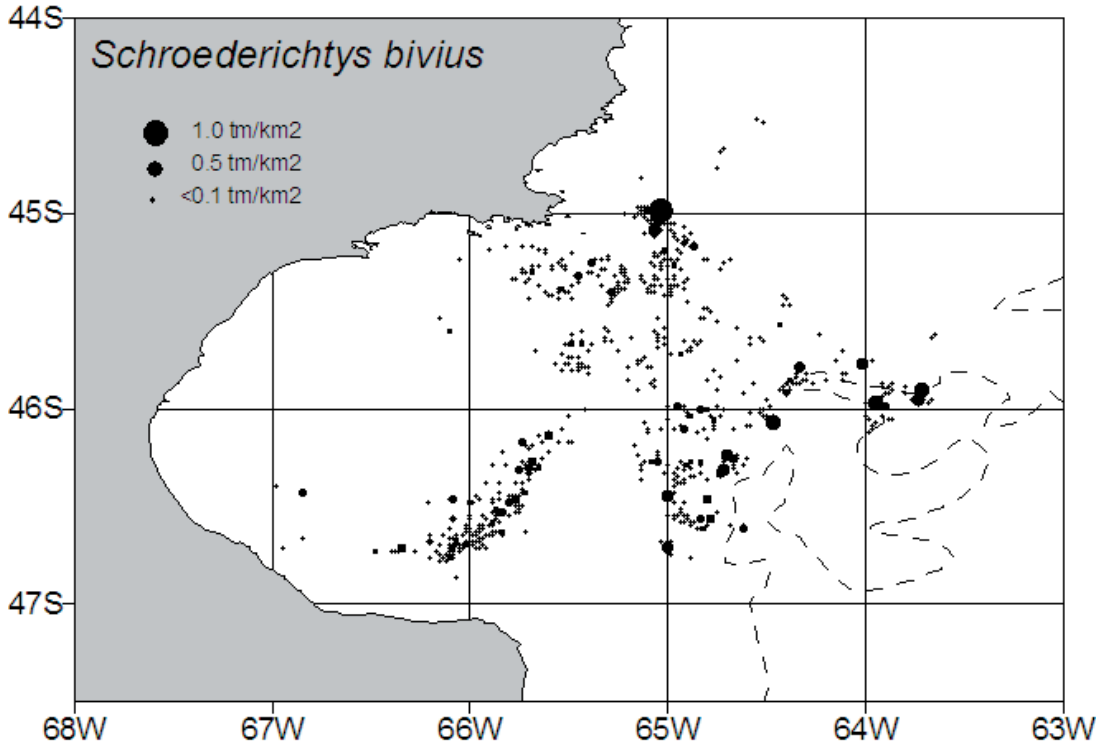 44S
Schroederichtys bivius
1.0 tm/km2
0.5 tm/km2
<0.1 tm/km2
45S
46S
47S
68W 67W 66W 65W 64W 63W